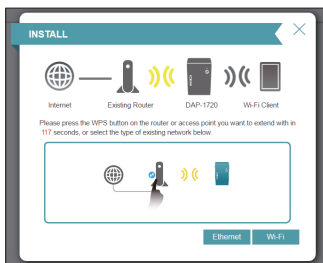 INSTALL
Internet Existing Router DAP-1720 Wi-Fi Client
Please press the WPS button on the router or access point you want to extend with in
117 seconds, or select the type of existing network below.
Ethernet Wi-Fi